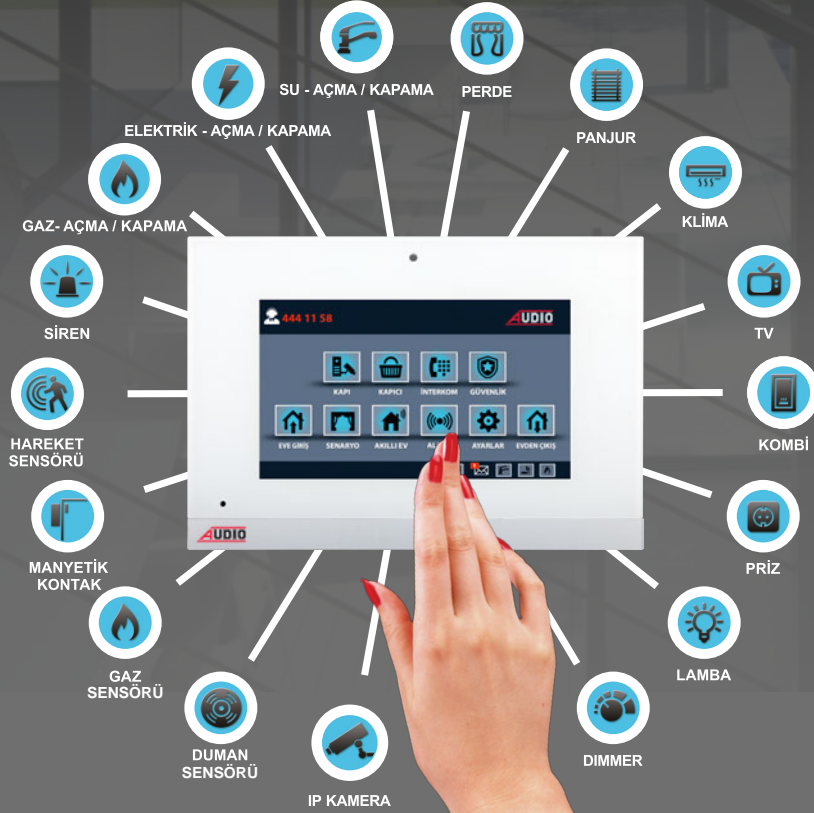 SU - AÇMA / KAPAMA
PERDE
ELEKTRİK - AÇMA / KAPAMA
PANJUR
GAZ- AÇMA / KAPAMA
KLİMA
SİREN
TV
HAREKET
SENSÖRÜ
KOMBİ
MANYETİK
KONTAK
PRİZ
GAZ
SENSÖRÜ
LAMBA
DUMAN
SENSÖRÜ
DIMMER
IP KAMERA
444 11 58
AUDIO
KAPI
KAPICI
İNTERKOM
GÜVENLİK
EVE GİRİŞ
SENARYO
AKILLI EV
AYARLAR
EVDEN ÇIKIŞ
AUDIO